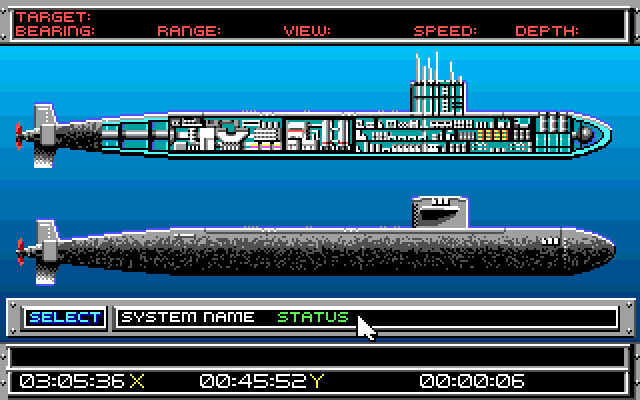 TARGET:
BEARING: RANGE: VIEW: SPEED: DEPTH:
SELECT SYSTEM NAME STATUS
03:05:36 X 00:45:52 Y 00:00:06